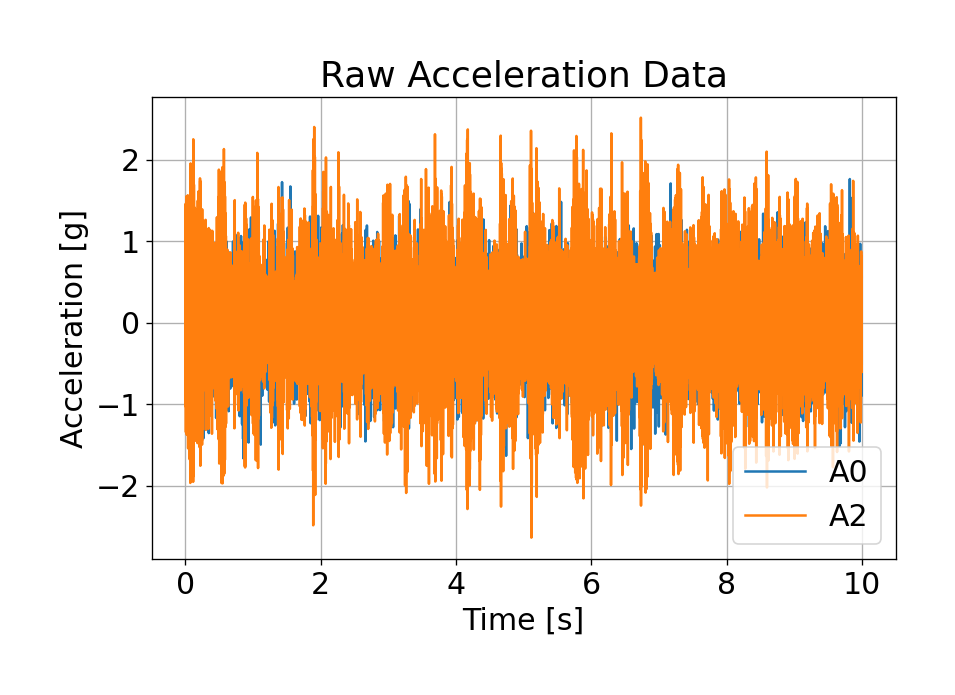 Raw Acceleration Data
Acceleration [g]
2
1
0
−1
−2
A0
A2
0 2 4 6 8 10
Time [s]